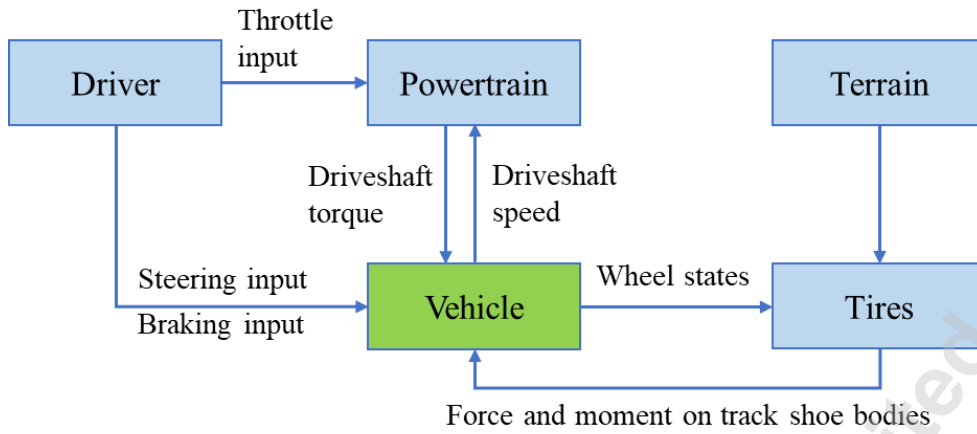 Throttle
input
Driver
Powertrain
Terrain
Driveshaft
torque
Driveshaft
speed
Steering input
Braking input
Vehicle
Wheel states
Tires
Force and moment on track shoe bodies